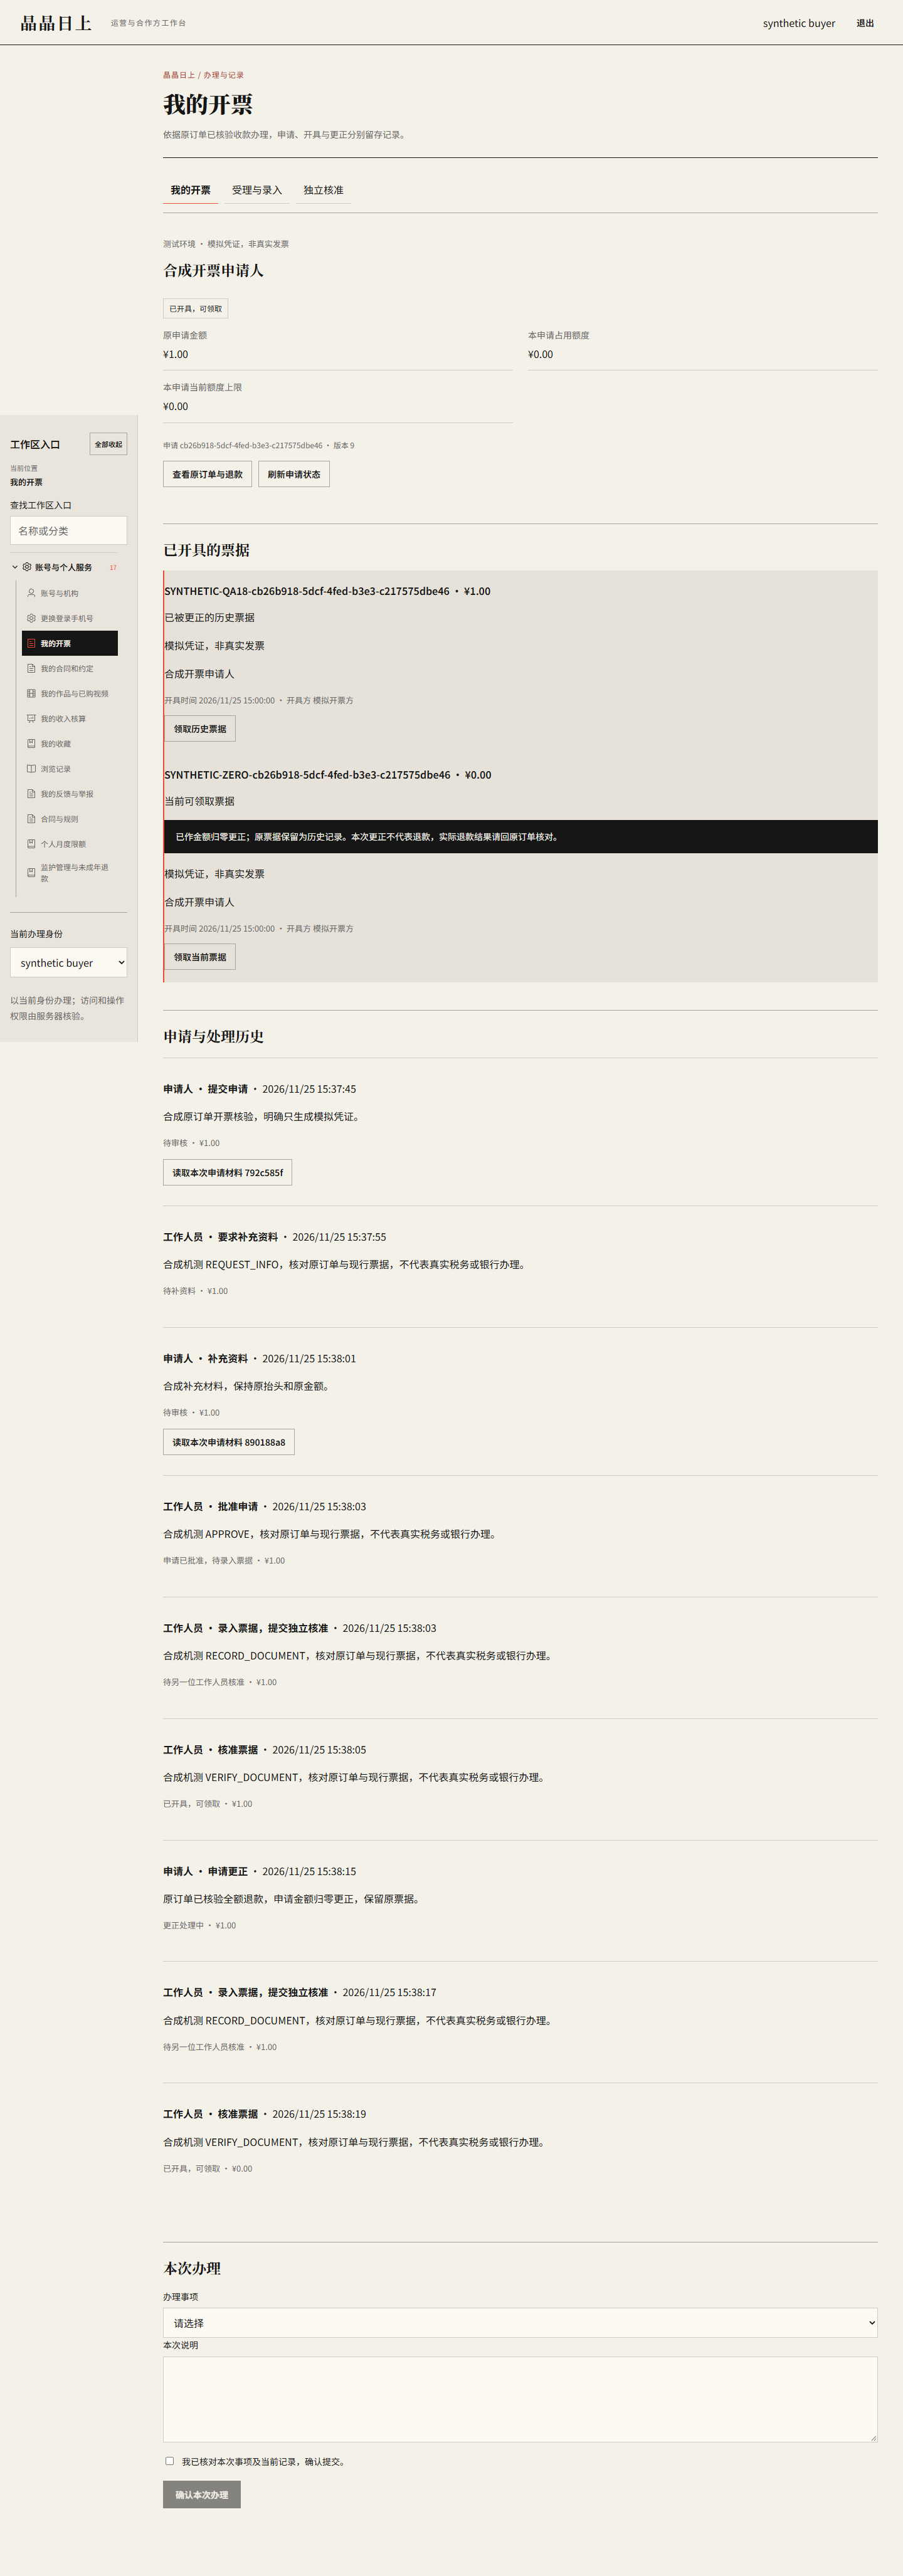 晶晶日上
运营与合作方工作台
synthetic buyer
退出
晶晶日上 / 办理与记录
我的开票
依据原订单已核验收款办理，申请、开具与更正分别留存记录。
我的开票
受理与录入
独立核准
测试环境 · 模拟凭证，非真实发票
合成开票申请人
已开具，可领取
原申请金额
¥1.00
本申请占用额度
¥0.00
本申请当前额度上限
¥0.00
申请 cb26b918-5dcf-4fed-b3e3-c217575dbe46 · 版本 9
查看原订单与退款
刷新申请状态
工作区入口
全部收起
当前位置
我的开票
查找工作区入口
名称或分类
账号与个人服务
17
账号与机构
更换登录手机号
我的开票
我的合同和约定
我的作品与已购视频
我的收入核算
我的收藏
浏览记录
我的反馈与举报
合同与规则
个人月度限额
监护管理与未成年退
款
当前办理身份
synthetic buyer
以当前身份办理；访问和操作
权限由服务器核验。
已开具的票据
SYNTHETIC-QA18-cb26b918-5dcf-4fed-b3e3-c217575dbe46 · ¥1.00
已被更正的历史票据
模拟凭证，非真实发票
合成开票申请人
开具时间 2026/11/25 15:00:00 · 开具方 模拟开票方
领取历史票据
SYNTHETIC-ZERO-cb26b918-5dcf-4fed-b3e3-c217575dbe46 · ¥0.00
当前可领取票据
已作金额归零更正；原票据保留为历史记录。本次更正不代表退款，实际退款结果请回原订单核对。
模拟凭证，非真实发票
合成开票申请人
开具时间 2026/11/25 15:00:00 · 开具方 模拟开票方
领取当前票据
申请与处理历史
申请人 · 提交申请 · 2026/11/25 15:37:45
合成原订单开票核验，明确只生成模拟凭证。
待审核 · ¥1.00
读取本次申请材料 792c585f
工作人员 · 要求补充资料 · 2026/11/25 15:37:55
合成机测 REQUEST_INFO，核对原订单与现行票据，不代表真实税务或银行办理。
待补资料 · ¥1.00
申请人 · 补充资料 · 2026/11/25 15:38:01
合成补充材料，保持原抬头和原金额。
待审核 · ¥1.00
读取本次申请材料 890188a8
工作人员 · 批准申请 · 2026/11/25 15:38:03
合成机测 APPROVE，核对原订单与现行票据，不代表真实税务或银行办理。
申请已批准，待录入票据 · ¥1.00
工作人员 · 录入票据，提交独立核准 · 2026/11/25 15:38:03
合成机测 RECORD_DOCUMENT，核对原订单与现行票据，不代表真实税务或银行办理。
待另一位工作人员核准 · ¥1.00
工作人员 · 核准票据 · 2026/11/25 15:38:05
合成机测 VERIFY_DOCUMENT，核对原订单与现行票据，不代表真实税务或银行办理。
已开具，可领取 · ¥1.00
申请人 · 申请更正 · 2026/11/25 15:38:15
原订单已核验全额退款，申请金额归零更正，保留原票据。
更正处理中 · ¥1.00
工作人员 · 录入票据，提交独立核准 · 2026/11/25 15:38:17
合成机测 RECORD_DOCUMENT，核对原订单与现行票据，不代表真实税务或银行办理。
待另一位工作人员核准 · ¥1.00
工作人员 · 核准票据 · 2026/11/25 15:38:19
合成机测 VERIFY_DOCUMENT，核对原订单与现行票据，不代表真实税务或银行办理。
已开具，可领取 · ¥0.00
本次办理
办理事项
请选择
本次说明
我已核对本次事项及当前记录，确认提交。
确认本次办理